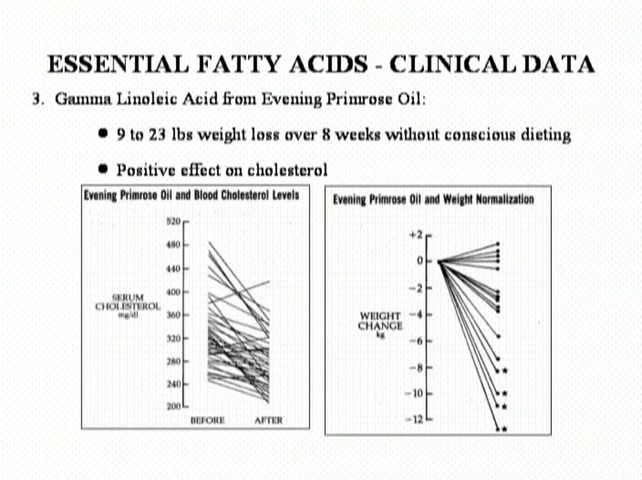 ESSENTIAL FATTY ACIDS - CLINICAL DATA
3. Gamma Linoleic Acid from Evening Primrose Oil:
● 9 to 23 lbs weight loss over 8 weeks without conscious dieting
● Positive effect on cholesterol
Evening Primrose Oil and Blood Cholesterol Levels
520
480
440
400
360
320
280
240
200
SERUM
CHOLESTEROL
mg/dl
BEFORE AFTER
Evening Primrose Oil and Weight Normalization
+2
0
-2
-4
-6
-8
-10
-12
WEIGHT
CHANGE
kg